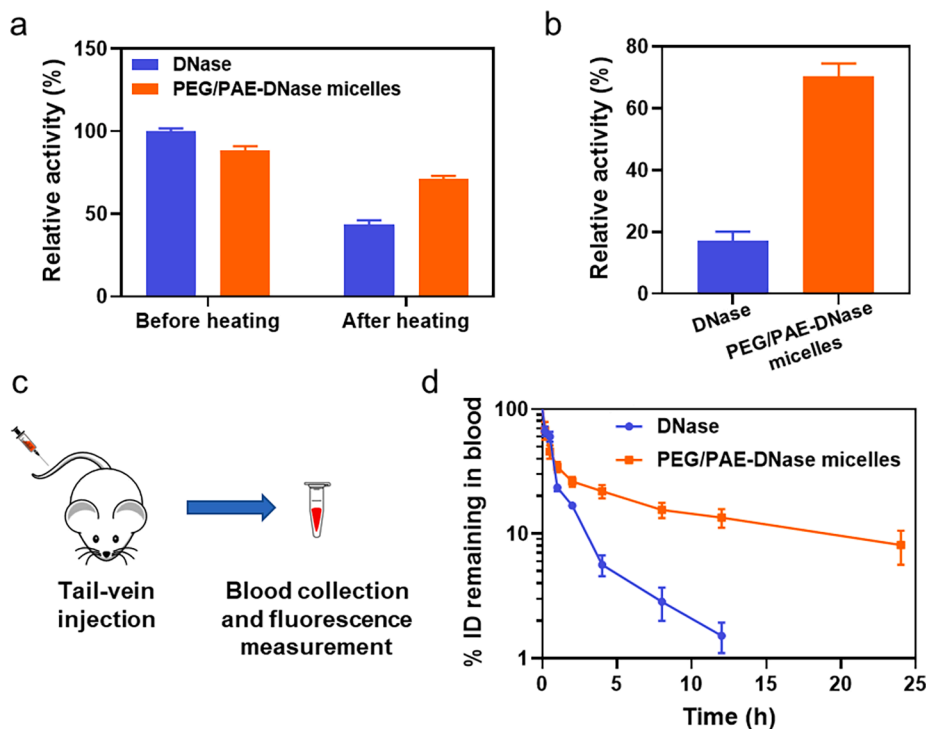 a
Relative activity (%)
150
100
50
0
DNase
PEG/PAE-DNase micelles
Before heating
After heating
b
Relative activity (%)
80
60
40
20
0
DNase
PEG/PAE-DNase
micelles
c
Tail-vein
injection
Blood collection
and fluorescence
measurement
d
% ID remaining in blood
100
10
1
DNase
PEG/PAE-DNase micelles
0
5
10
15
20
25
Time (h)